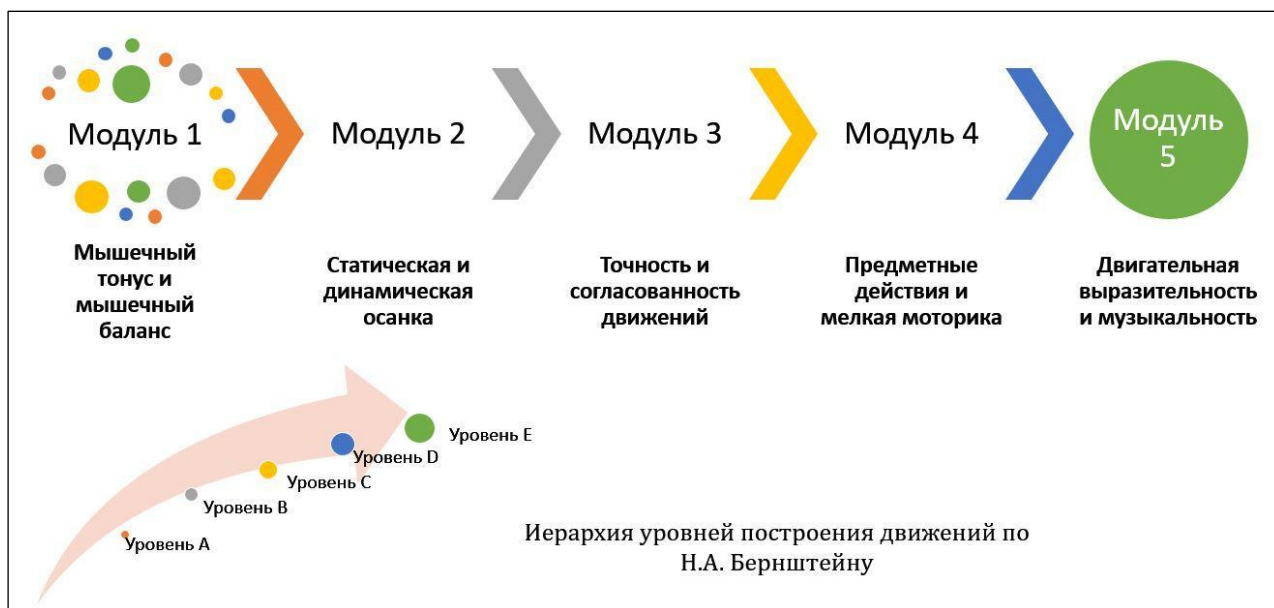 Модуль 1
Модуль 2
Модуль 3
Модуль 4
Модуль
5
Мышечный
тонус и
мышечный
баланс
Статическая и
динамическая
осанка
Точность и
согласованность
движений
Предметные
действия и
мелкая моторика
Двигательная
выразительность
и музыкальность
Уровень E
Уровень D
Уровень C
Уровень B
Уровень A
Иерархия уровней построения движений по
Н.А. Бернштейну